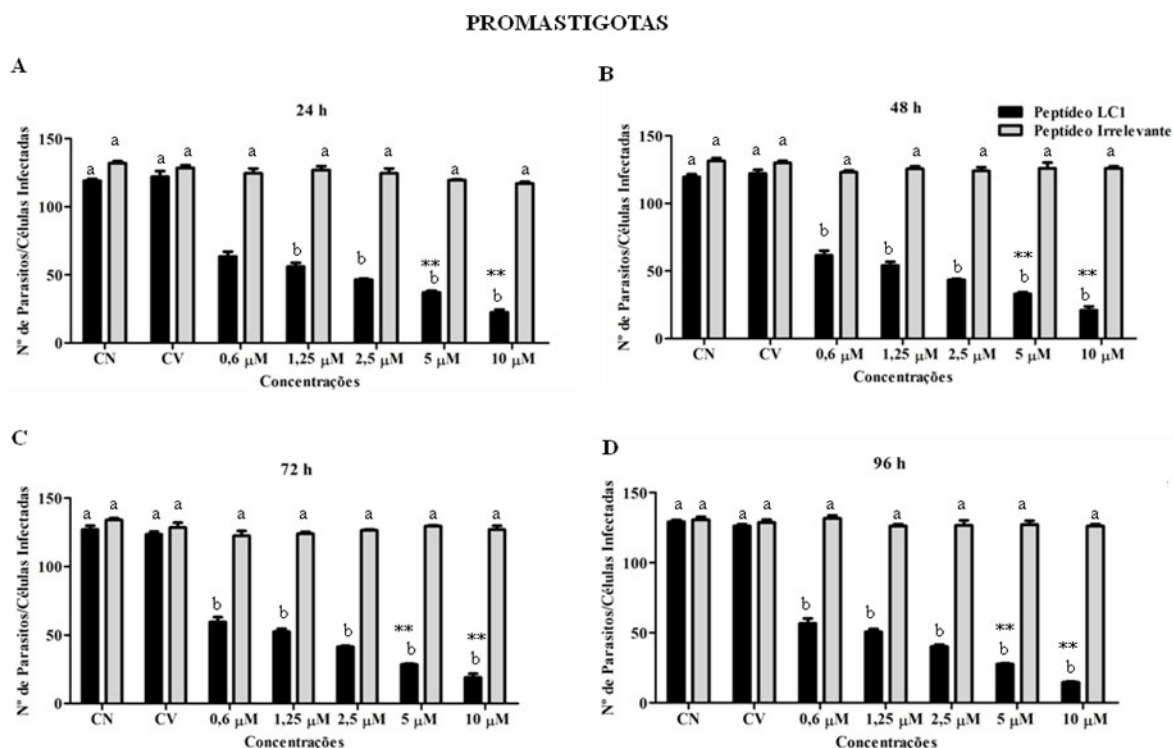 PROMASTIGOTAS
A
24 h
Nº de Parasitos/Células Infectadas
150
100
50
0
a a a a a a a a a
b b ** b ** b
CN CV 0,6 µM 1,25 µM 2,5 µM 5 µM 10 µM
Concentrações
B
48 h
Peptídeo LC1
Peptídeo Irrelevante
Nº de Parasitos/Células Infectadas
150
100
50
0
a a a a a a a a a
b b b ** b ** b
CN CV 0,6 µM 1,25 µM 2,5 µM 5 µM 10 µM
Concentrações
C
72 h
Nº de Parasitos/Células Infectadas
150
100
50
0
a a a a a a a a a
b b b ** b ** b
CN CV 0,6 µM 1,25 µM 2,5 µM 5 µM 10 µM
Concentrações
D
96 h
Nº de Parasitos/Células Infectadas
150
100
50
0
a a a a a a a a a
b b b ** b ** b
CN CV 0,6 µM 1,25 µM 2,5 µM 5 µM 10 µM
Concentrações